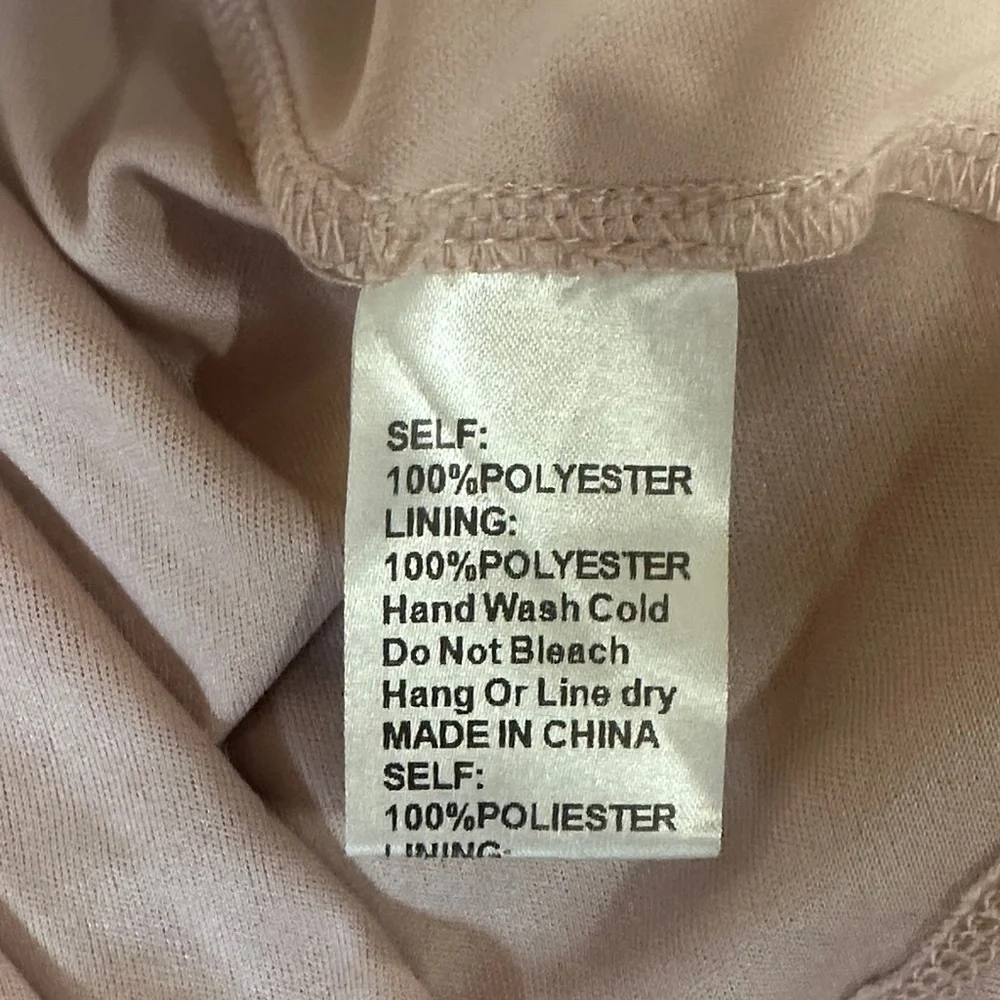 SELF:
100%POLYESTER
LINING:
100%POLYESTER
Hand Wash Cold
Do Not Bleach
Hang Or Line dry
MADE IN CHINA
SELF:
100%POLIESTER
LINING: